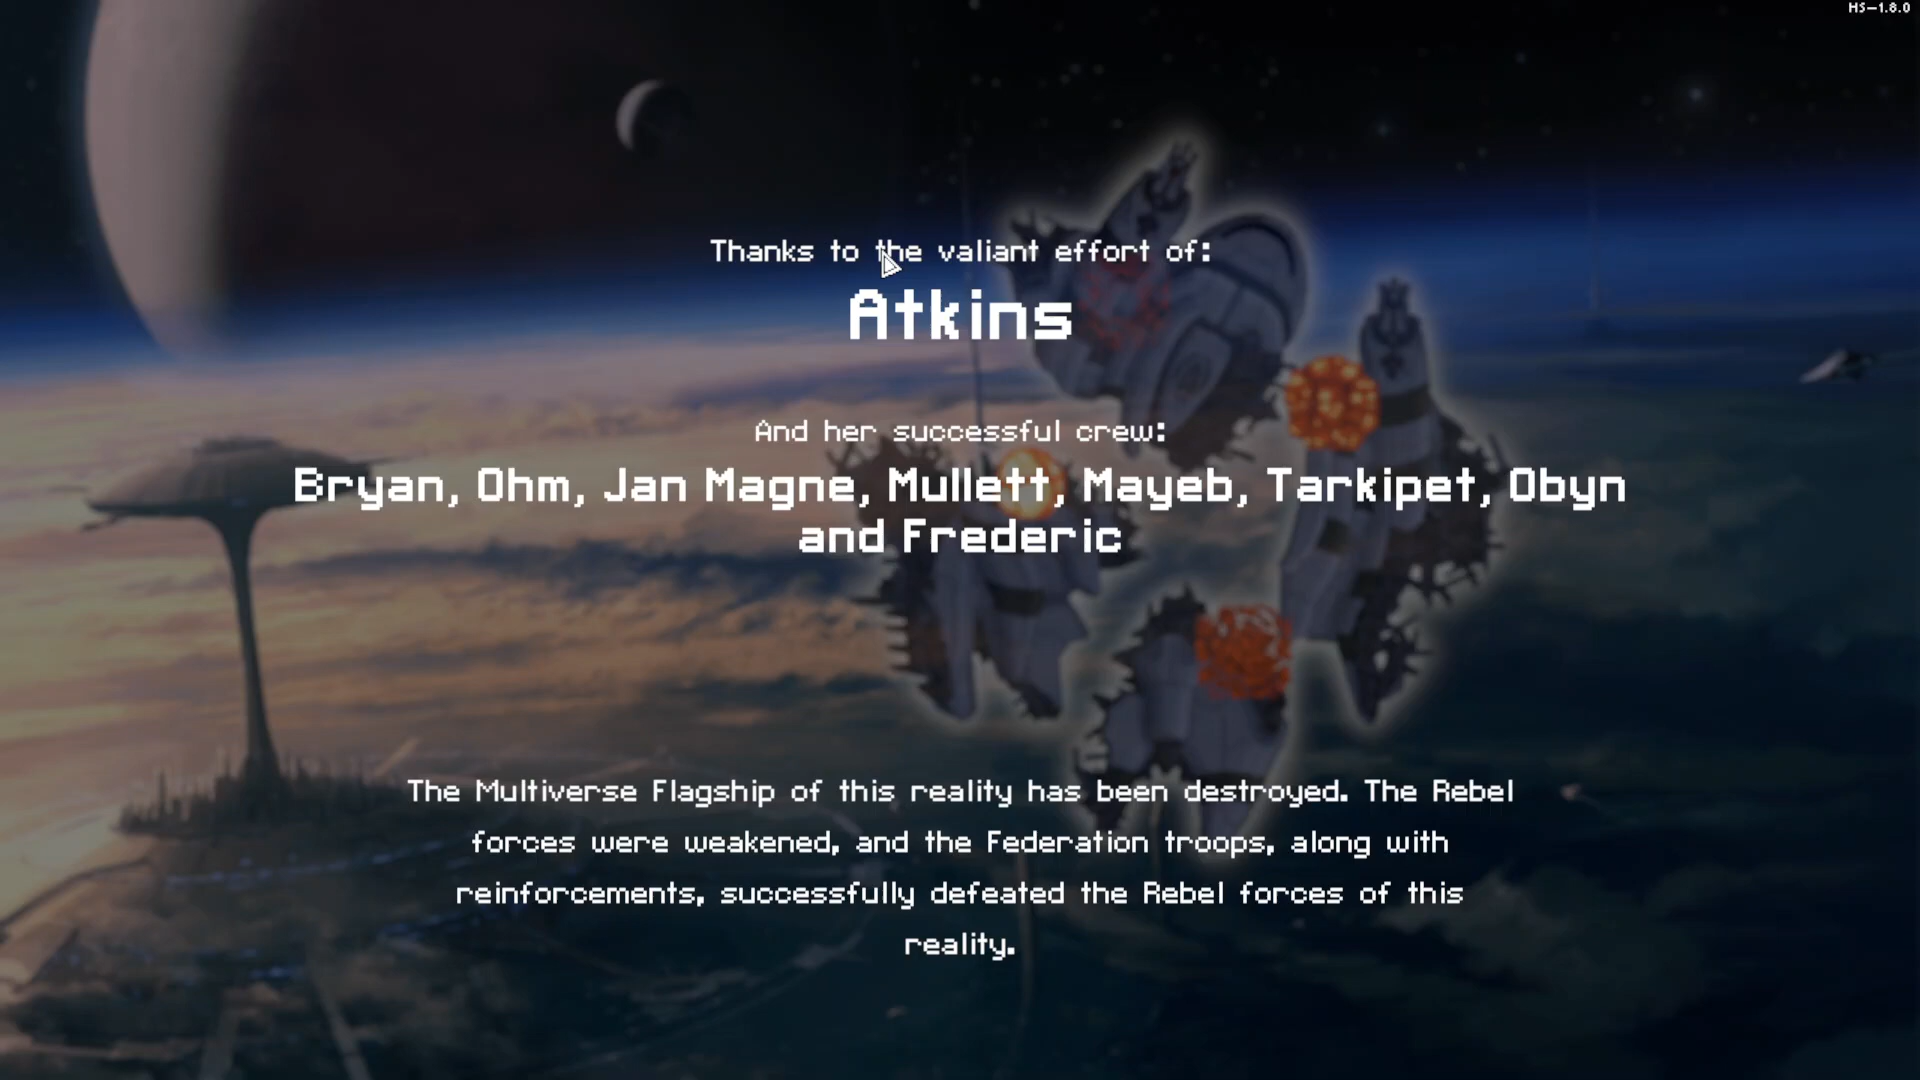 HS-1.8.0
Thanks to the valiant effort of:
Atkins
And her successful crew:
Bryan, Ohm, Jan Magne, Mullett, Mayeb, Tarkipet, Obyn
and Frederic
The Multiverse Flagship of this reality has been destroyed. The Rebel
forces were weakened, and the Federation troops, along with
reinforcements, successfully defeated the Rebel forces of this
reality.